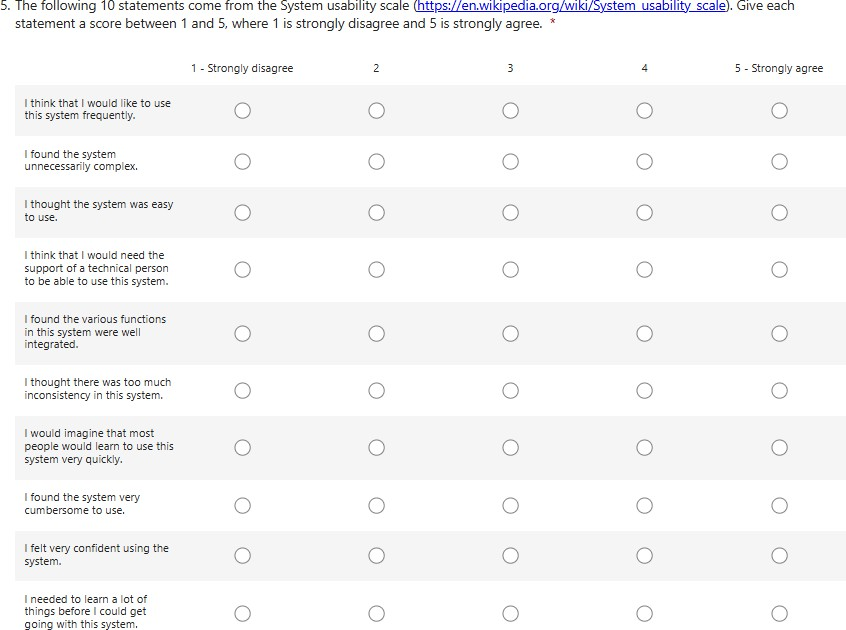 5. The following 10 statements come from the System usability scale (https://en.wikipedia.org/wiki/System_usability_scale). Give each
statement a score between 1 and 5, where 1 is strongly disagree and 5 is strongly agree. *
1 - Strongly disagree 2 3 4 5 - Strongly agree
I think that I would like to use
this system frequently.
I found the system
unnecessarily complex.
I thought the system was easy
to use.
I think that I would need the
support of a technical person
to be able to use this system.
I found the various functions
in this system were well
integrated.
I thought there was too much
inconsistency in this system.
I would imagine that most
people would learn to use this
system very quickly.
I found the system very
cumbersome to use.
I felt very confident using the
system.
I needed to learn a lot of
things before I could get
going with this system.